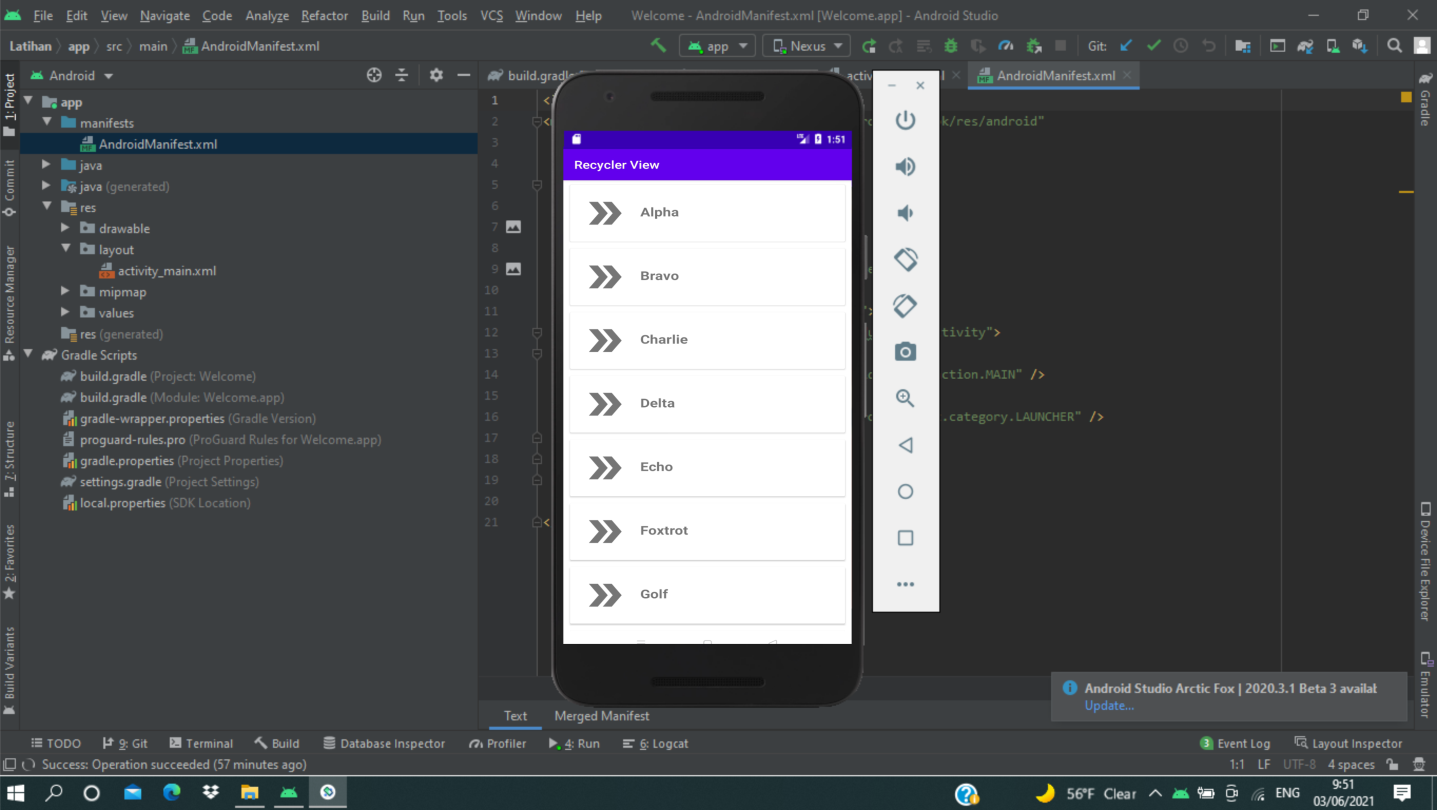 File Edit View Navigate Code Analyze Refactor Build Run Tools VCS Window Help Welcome - AndroidManifest.xml [Welcome.app] - Android Studio
Latihan app src main AndroidManifest.xml app Nexus Git:
Android build.gradle AndroidManifest.xml
1: Project
Commit
Resource Manager
7: Structure
2: Favorites
Build Variants
app
manifests
AndroidManifest.xml
java
java (generated)
res
drawable
layout
activity_main.xml
mipmap
values
res (generated)
Gradle Scripts
build.gradle (Project: Welcome)
build.gradle (Module: Welcome.app)
gradle-wrapper.properties (Gradle Version)
proguard-rules.pro (ProGuard Rules for Welcome.app)
gradle.properties (Project Properties)
settings.gradle (Project Settings)
local.properties (SDK Location)
1
2 k/res/android"
3
4
5
6
7
8
9
10
11 ">
12 tivity">
13
14 ction.MAIN" />
15
16 .category.LAUNCHER" />
17
18
19
20
21 <
LTE 1:51
Recycler View
Alpha
Bravo
Charlie
Delta
Echo
Foxtrot
Golf
Gradle
Device File Explorer
Emulator
Android Studio Arctic Fox | 2020.3.1 Beta 3 availab
Update...
Text Merged Manifest
TODO 9: Git Terminal Build Database Inspector Profiler 4: Run 6: Logcat 3 Event Log Layout Inspector
Success: Operation succeeded (57 minutes ago) 1:1 LF UTF-8 4 spaces
56°F Clear ENG 9:51
03/06/2021